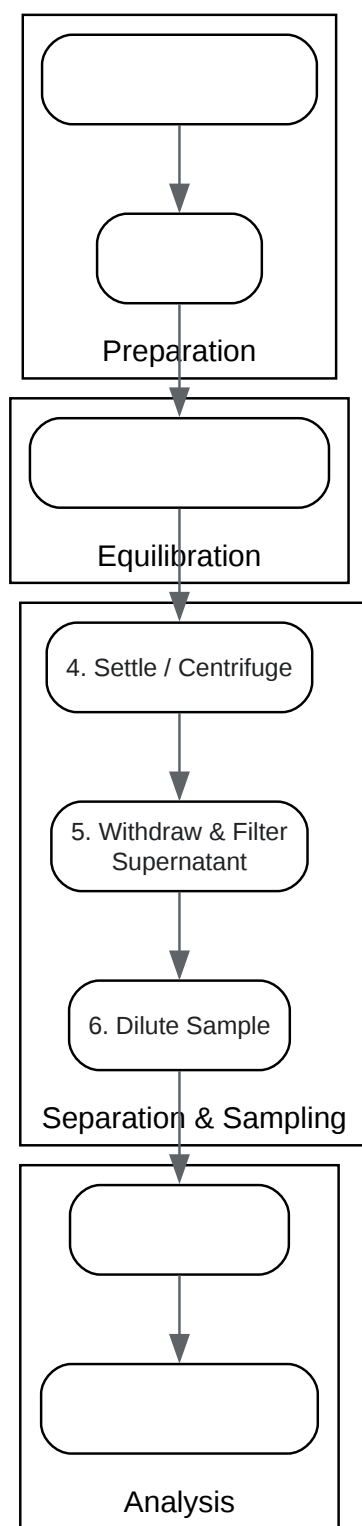 Preparation
Equilibration
4. Settle / Centrifuge
5. Withdraw & Filter
Supernatant
6. Dilute Sample
Separation & Sampling
Analysis